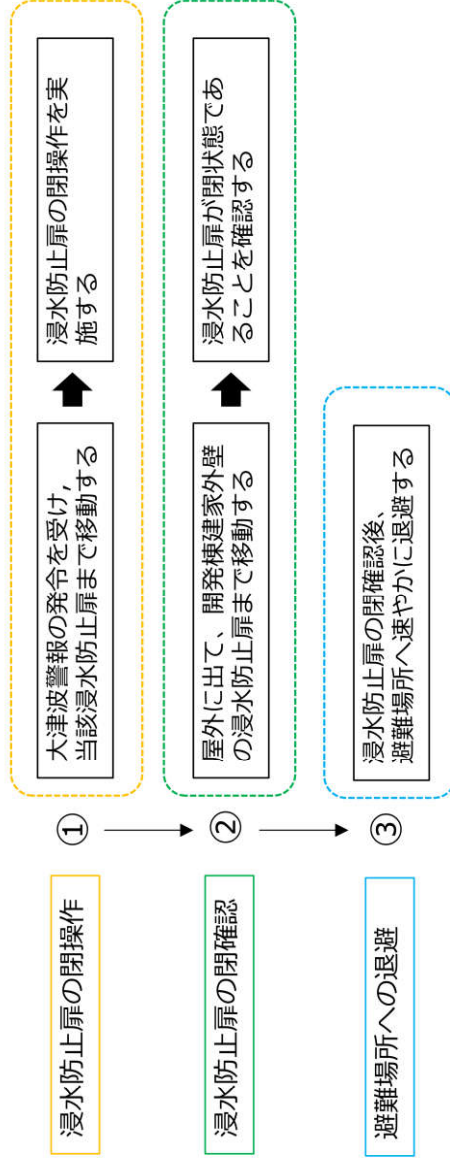 浸水防止扉の閉操作
①
大津波警報の発令を受け,
当該浸水防止扉まで移動する
浸水防止扉の閉操作を実
施する
浸水防止扉の閉確認
②
屋外に出て、開発棟建家外壁
の浸水防止扉まで移動する
浸水防止扉が閉状態であ
ることを確認する
避難場所への退避
③
浸水防止扉の閉確認後、
避難場所へ速やかに退避する